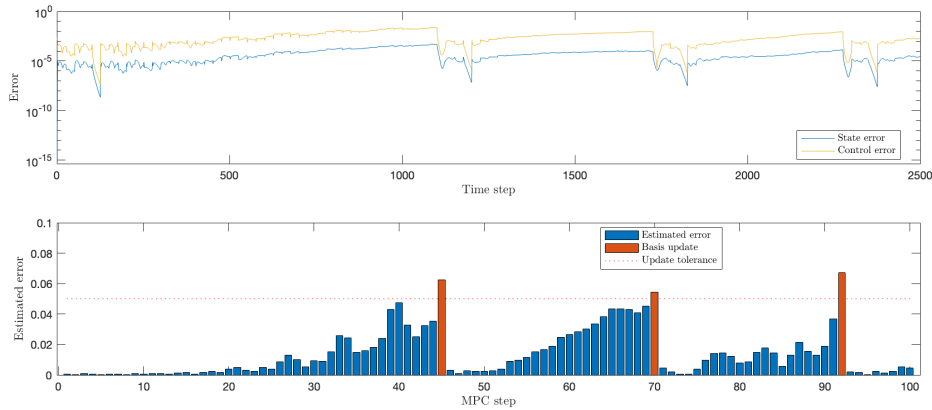 10^0
10^-5
10^-10
10^-15
Error
State error
Control error
0 500 1000 1500 2000 2500
Time step
0.1
0.08
0.06
0.04
0.02
0
Estimated error
Estimated error
Basis update
Update tolerance
0 10 20 30 40 50 60 70 80 90 100
MPC step